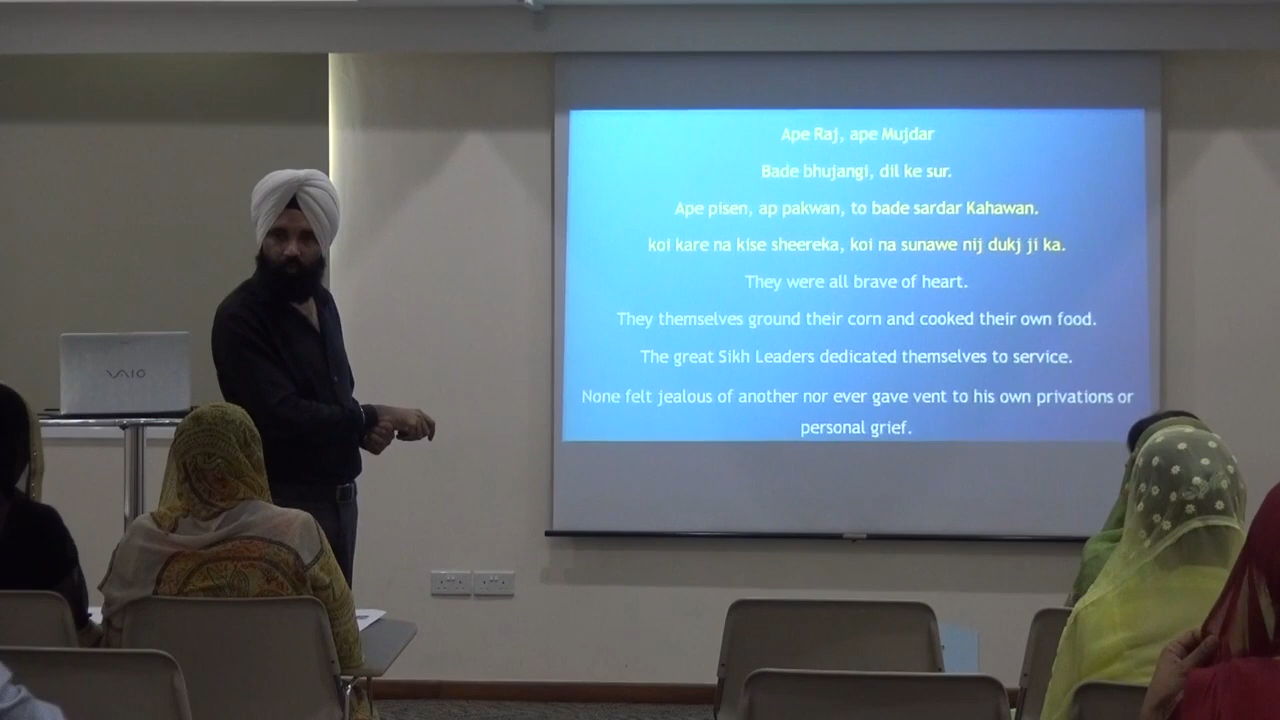 Ape Raj, ape Mujdar
Bade bhujangi, dil ke sur.
Ape pisen, ap pakwan, to bade sardar Kahawan.
koi kare na kise sheereka, koi na sunawe nij dukj ji ka.
They were all brave of heart.
They themselves ground their corn and cooked their own food.
The great Sikh Leaders dedicated themselves to service.
None felt jealous of another nor ever gave vent to his own privations or
personal grief.
VAIO